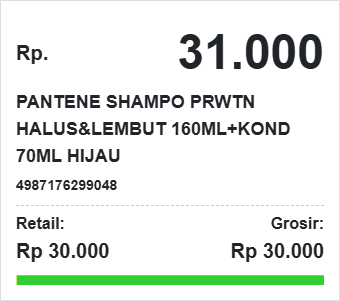 Rp. 31.000
PANTENE SHAMPO PRWTN
HALUS&LEMBUT 160ML+KOND
70ML HIJAU
4987176299048
Retail: Grosir:
Rp 30.000 Rp 30.000